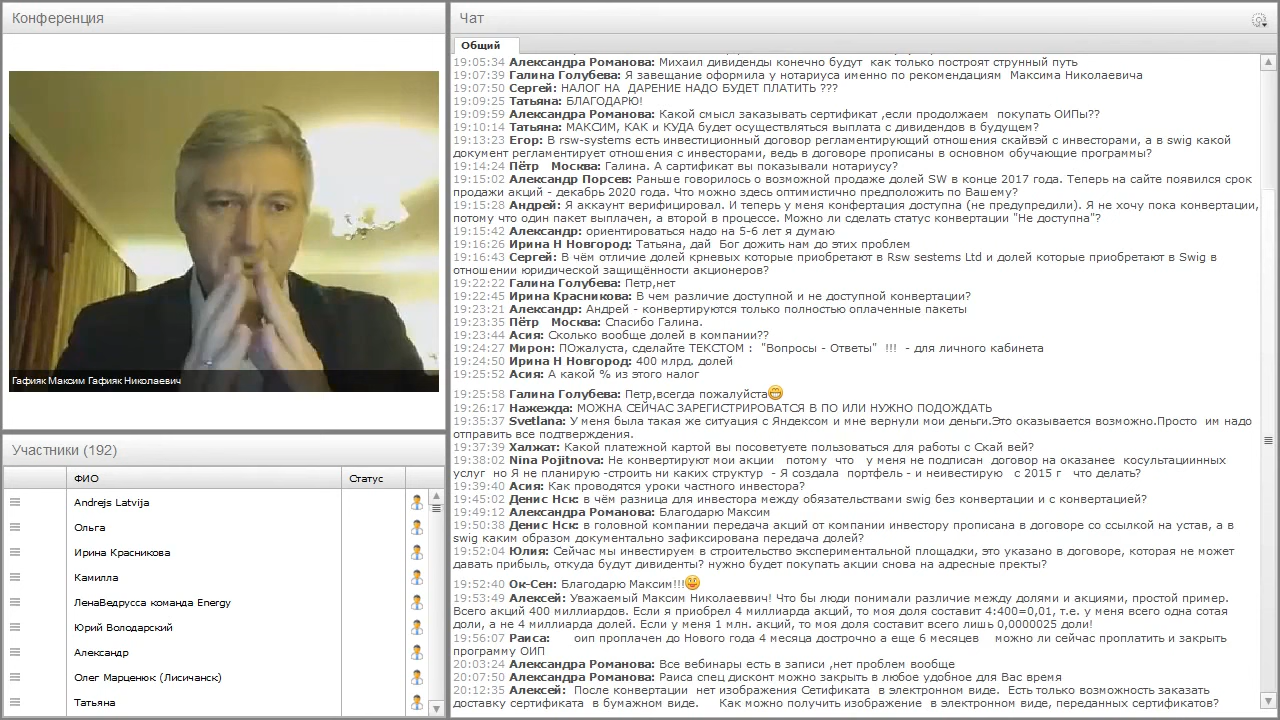 Конференция
Гафияк Максим Гафияк Николаевич
Участники (192)
ФИО
Статус
Andrejs Latvija
Ольга
Ирина Красникова
Камилла
ЛенаВедрусса команда Energy
Юрий Володарский
Александр
Олег Марценюк (Лисичанск)
Татьяна
Чат
Общий
19:05:34 Александра Романова: Михаил дивиденды конечно будут как только построят струнный путь
19:07:39 Галина Голубева: Я завещание оформила у нотариуса именно по рекомендациям Максима Николаевича
19:07:50 Сергей: НАЛОГ НА ДАРЕНИЕ НАДО БУДЕТ ПЛАТИТЬ ???
19:09:25 Татьяна: БЛАГОДАРЮ!
19:09:59 Александра Романова: Какой смысл заказывать сертификат ,если продолжаем покупать ОИПы??
19:10:14 Татьяна: МАКСИМ, КАК и КУДА будет осуществляться выплата с дивидендов в будущем?
19:13:23 Егор: В rsw-systems есть инвестиционный договор регламентирующий отношения скайвэй с инвесторами, а в swig какой
документ регламентирует отношения с инвесторами, ведь в договоре прописаны в основном обучающие программы?
19:14:24 Пётр Москва: Галина. А сертификат вы показывали нотариусу?
19:15:02 Александр Порсев: Раньше говорилось о возможной продаже долей SW в конце 2017 года. Теперь на сайте появился срок
продажи акций - декабрь 2020 года. Что можно здесь оптимистично предположить по Вашему?
19:15:28 Андрей: Я аккаунт верифицировал. И теперь у меня конфертация доступна (не предупредили). Я не хочу пока конвертации,
потому что один пакет выплачен, а второй в процессе. Можно ли сделать статус конвертации "Не доступна"?
19:15:42 Александр: ориентироваться надо на 5-6 лет я думаю
19:16:26 Ирина Н Новгород: Татьяна, дай Бог дожить нам до этих проблем
19:16:43 Сергей: В чём отличие долей крневых которые приобретают в Rsw sestems Ltd и долей которые приобретают в Swig в
отношении юридической защищённости акционеров?
19:22:22 Галина Голубева: Петр,нет
19:22:45 Ирина Красникова: В чем различие доступной и не доступной конвертации?
19:23:21 Александр: Андрей - конвертируются только полностью оплаченные пакеты
19:23:35 Пётр Москва: Спасибо Галина.
19:23:44 Асия: Сколько вообще долей в компании??
19:24:27 Мирон: ПОжалуста, сделайте ТЕКСТОМ : "Вопросы - Ответы" !!! - для личного кабинета
19:24:50 Ирина Н Новгород: 400 млрд. долей
19:25:52 Асия: А какой % из этого налог
19:25:58 Галина Голубева: Петр,всегда пожалуйста
19:26:17 Нажежда: МОЖНА СЕЙЧАС ЗАРЕГИСТРИРОВАТСЯ В ПО ИЛИ НУЖНО ПОДОЖДАТЬ
19:35:37 Svetlana: У меня была такая же ситуация с Яндексом и мне вернули мои деньги.Это оказывается возможно.Просто им надо
отправить все подтверждения.
19:37:39 Халжат: Какой платежной картой вы посоветуете пользоваться для работы с Скай вей?
19:38:02 Nina Pojitnova: Не конвертируют мои акции потому что у меня не подписан договор на оказанее косультациинных
услуг но Я не планирую -строить ни каких структур - Я создала портфель - и неивестирую с 2015 г что делать?
19:39:40 Асия: Как проводятся уроки частного инвестора?
19:45:02 Денис Нск: в чём разница для инвестора между обязательствами swig без конвертации и с конвертацией?
19:49:12 Александра Романова: Благодарю Максим
19:50:38 Денис Нск: в головной компании передача акций от компании инвестору прописана в договоре со ссылкой на устав, а в
swig каким образом документально зафиксирована передача долей?
19:52:04 Юлия: Сейчас мы инвестируем в строительство экспериментальной площадки, это указано в договоре, которая не может
давать прибыль, откуда будут дивиденты? нужно будет покупать акции снова на адресные пректы?
19:52:40 Ок-Сен: Благодарю Максим!!!
19:53:49 Алексей: Уважаемый Максим Николаеввич! Что бы люди понимали различие между долями и акциями, простой пример.
Всего акций 400 миллиардов. Если я приобрел 4 миллиарда акций, то моя доля составит 4:400=0,01, т.е. у меня всего одна сотая
доли, а не 4 миллиарда долей. Если у меня 1 млн. акций, то моя доля составит всего лишь 0,0000025 доли!
19:56:07 Раиса: оип проплачен до Нового года 4 месяца дострочно а еще 6 месяцев можно ли сейчас проплатить и закрыть
программу ОИП
20:03:24 Александра Романова: Все вебинары есть в записи ,нет проблем вообще
20:07:50 Александра Романова: Раиса спец дисконт можно закрыть в любое удобное для Вас время
20:12:35 Алексей: После конвертации нет изображения Сетификата в электронном виде. Есть только возможность заказать
доставку сертификота в бумажном виде. Как можно получить изображение в электронном виде, переданных сертификатов?